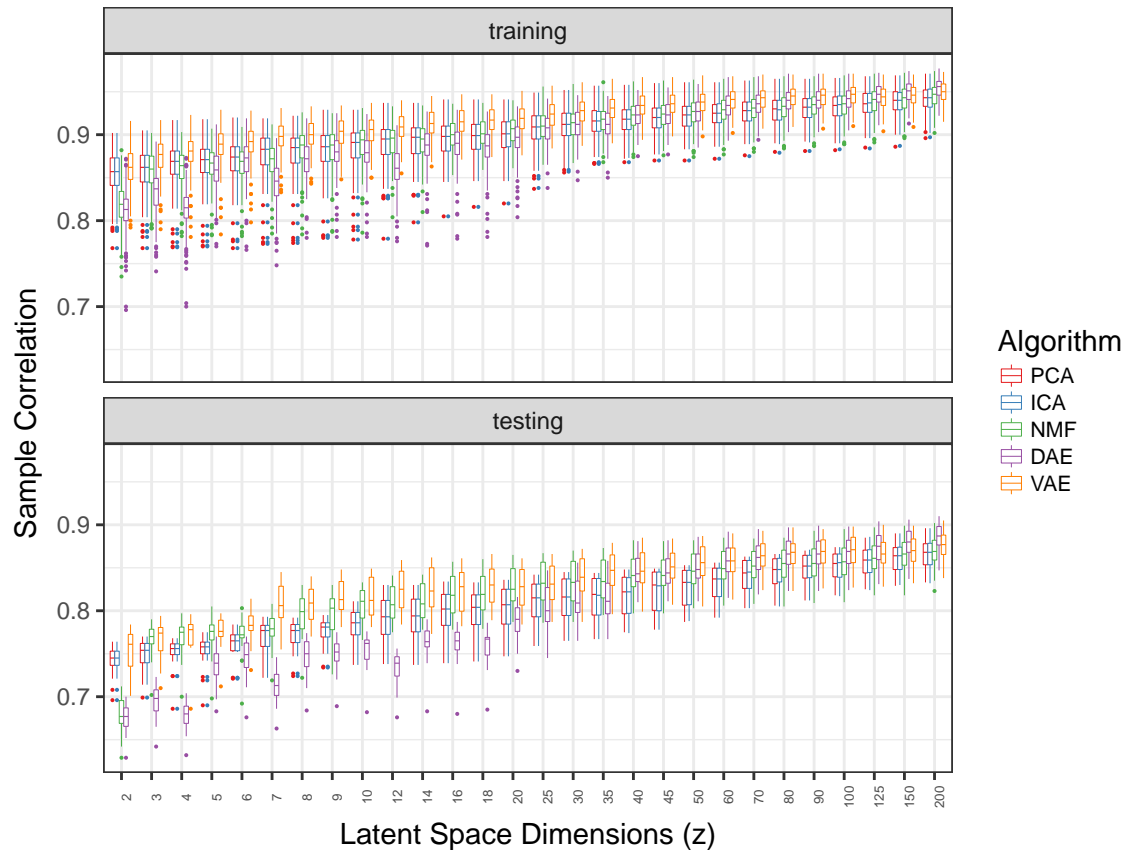 training
0.9
0.8
0.7
testing
0.9
0.8
0.7
Sample Correlation
2 3 4 5 6 7 8 9 10 12 14 16 18 20 25 30 35 40 45 50 60 70 80 90 100 125 150 200
Latent Space Dimensions (z)
Algorithm
PCA
ICA
NMF
DAE
VAE